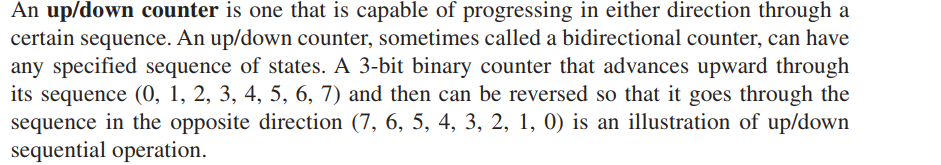 An up/down counter is one that is capable of progressing in either direction through a
certain sequence. An up/down counter, sometimes called a bidirectional counter, can have
any specified sequence of states. A 3-bit binary counter that advances upward through
its sequence (0, 1, 2, 3, 4, 5, 6, 7) and then can be reversed so that it goes through the
sequence in the opposite direction (7, 6, 5, 4, 3, 2, 1, 0) is an illustration of up/down
sequential operation.